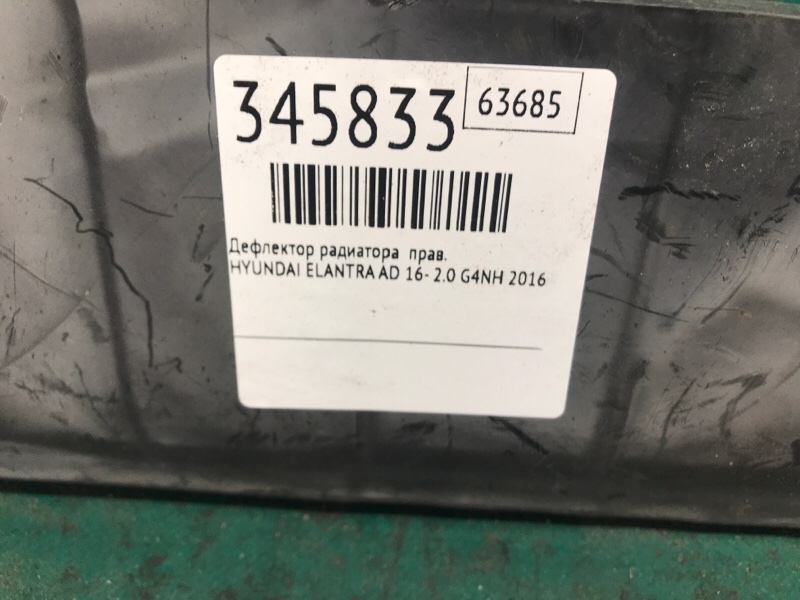 345833
63685
Дефлектор радиатора прав.
HYUNDAI ELANTRA AD 16- 2.0 G4NH 2016